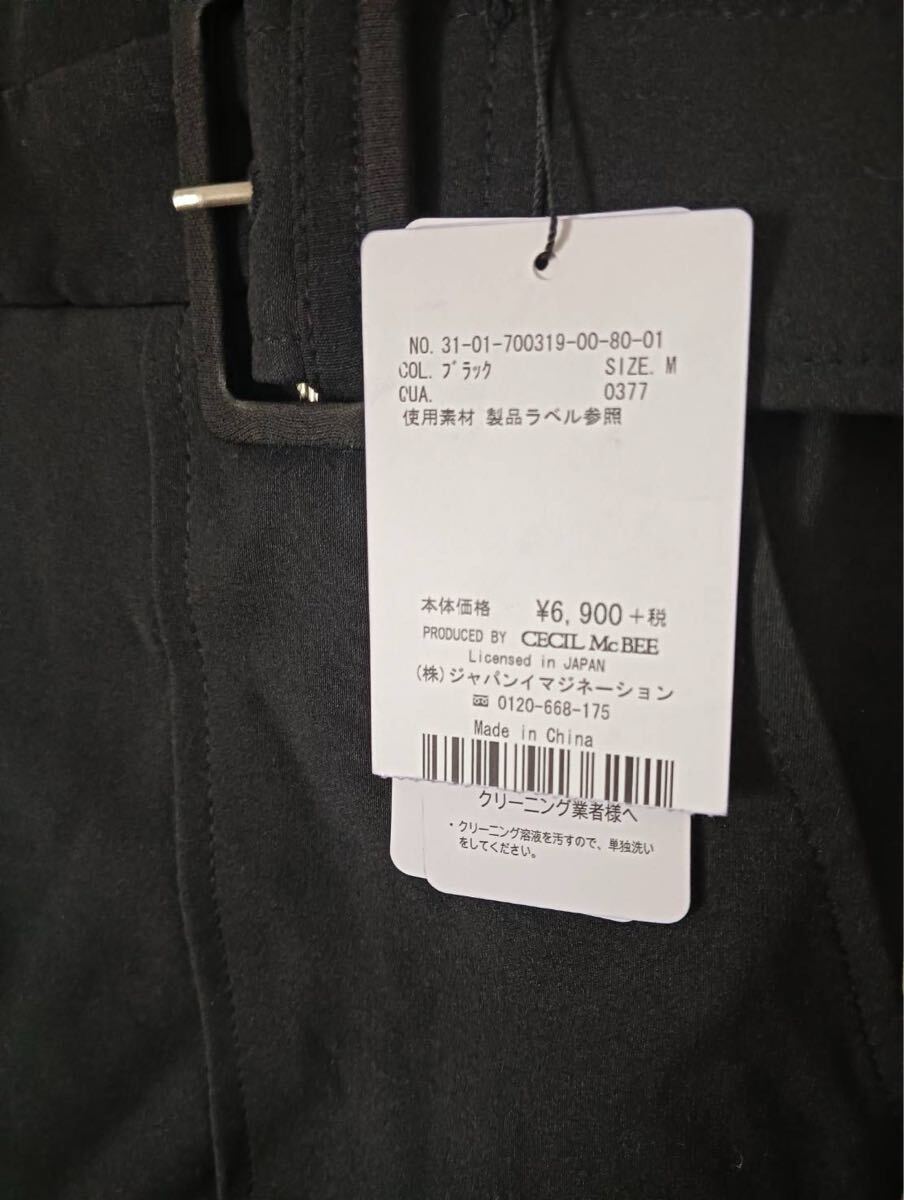 NO. 31-01-700319-00-80-01
COL. ﾌﾞﾗｯｸ SIZE. M
QUA. 0377
使用素材 製品ラベル参照
本体価格 ¥6,900+税
PRODUCED BY CECIL McBEE
Licensed in JAPAN
(株)ジャパンイマジネーション
0120-668-175
Made in China
クリーニング業者様へ
・クリーニング溶液を汚すので、単独洗い
をしてください。